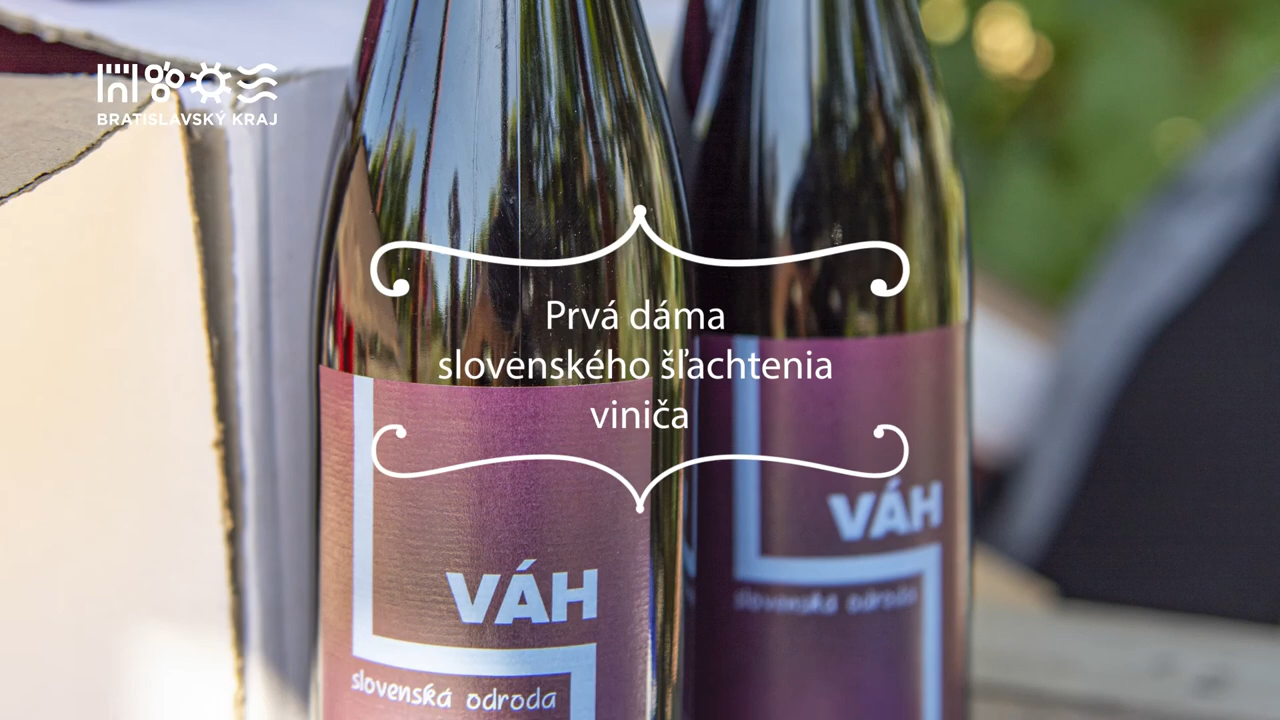 BRATISLAVSKÝ KRAJ
Prvá dáma
slovenského šľachtenia
viniča
VÁH
slovenská odroda
VÁH
slovenská odroda